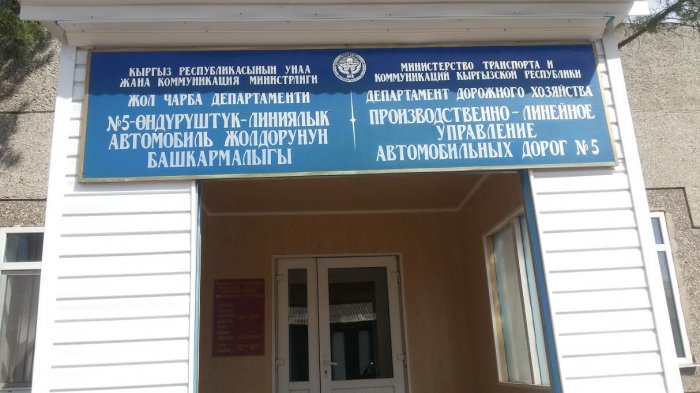 КЫРГЫЗ РЕСПУБЛИКАСЫНЫН УНАА
ЖАНА КОММУНИКАЦИЯ МИНИСТРЛИГИ
ЖОЛ ЧАРБА ДЕПАРТАМЕНТИ
№5-ӨНДҮРҮШТҮК-ЛИНИЯЛЫК
АВТОМОБИЛЬ ЖОЛДОРУНУН
БАШКАРМАЛЫГЫ
МИНИСТЕРСТВО ТРАНСПОРТА И
КОММУНИКАЦИЙ КЫРГЫЗСКОЙ РЕСПУБЛИКИ
ДЕПАРТАМЕНТ ДОРОЖНОГО ХОЗЯЙСТВА
ПРОИЗВОДСТВЕННО-ЛИНЕЙНОЕ
УПРАВЛЕНИЕ
АВТОМОБИЛЬНЫХ ДОРОГ №5